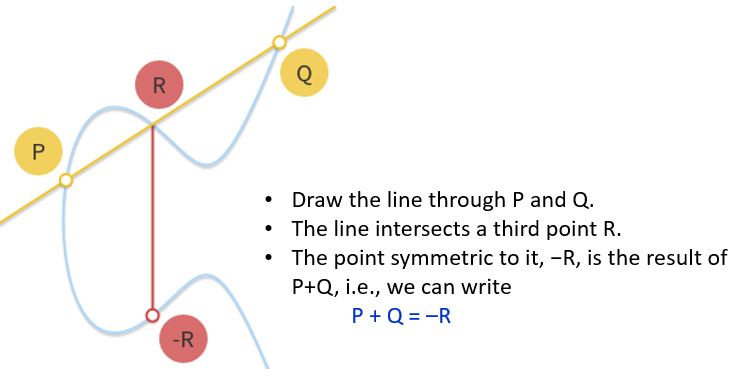 R
Q
P
• Draw the line through P and Q.
• The line intersects a third point R.
• The point symmetric to it, −R, is the result of
P+Q, i.e., we can write
P + Q = –R
-R